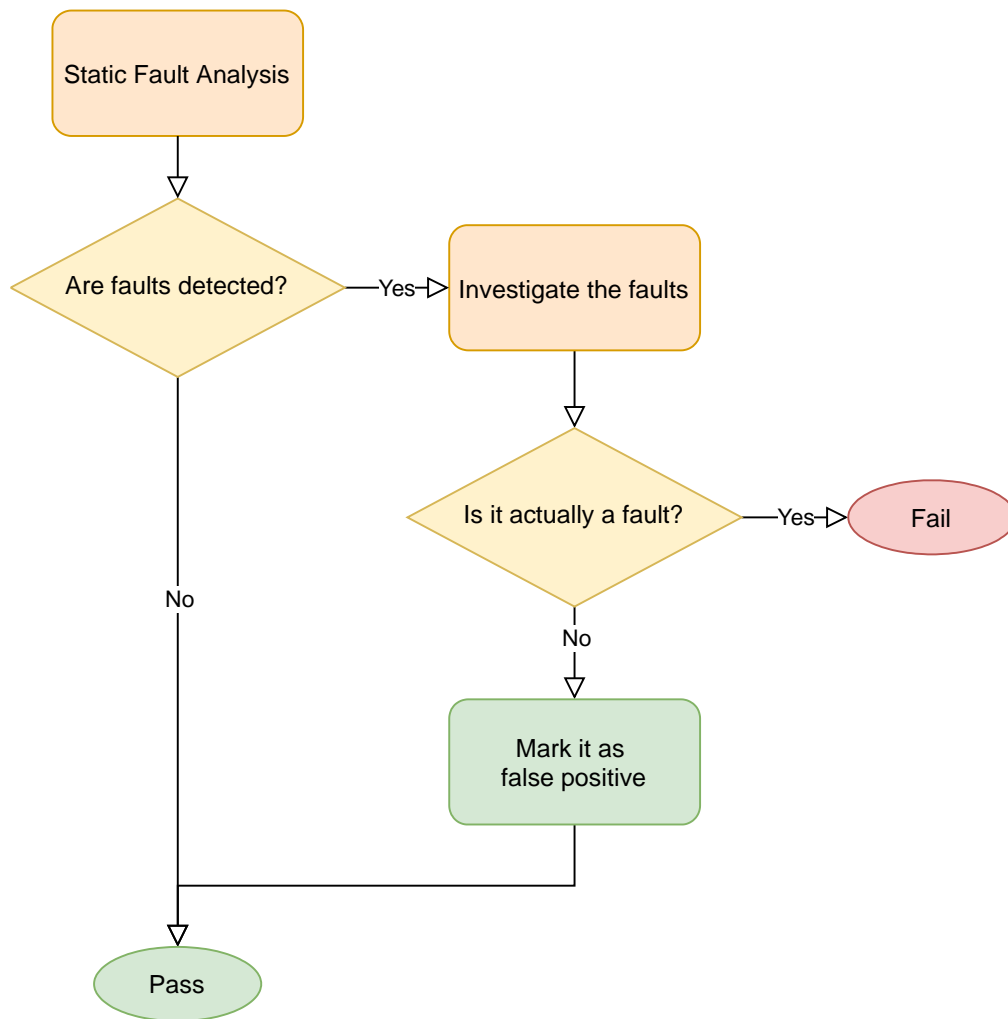 Static Fault Analysis
Are faults detected?
Yes
Investigate the faults
Is it actually a fault?
Yes
Fail
No
No
Mark it as
false positive
Pass